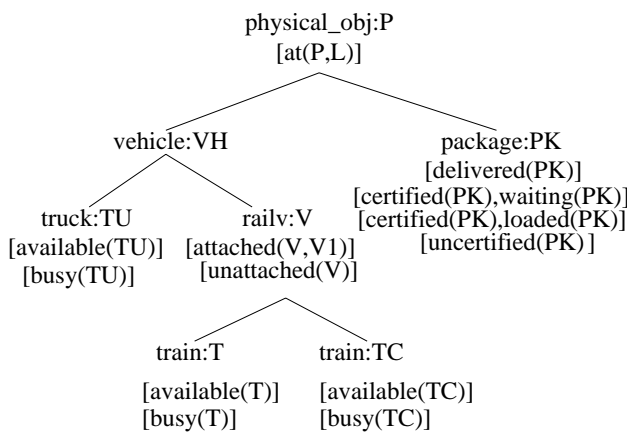 physical_obj:P
[at(P,L)]
vehicle:VH
package:PK
[delivered(PK)]
[certified(PK),waiting(PK)]
[certified(PK),loaded(PK)]
[uncertified(PK) ]
truck:TU
[available(TU)]
[busy(TU)]
railv:V
[attached(V,V1)]
[unattached(V)]
train:T
[available(T)]
[busy(T)]
train:TC
[available(TC)]
[busy(TC)]